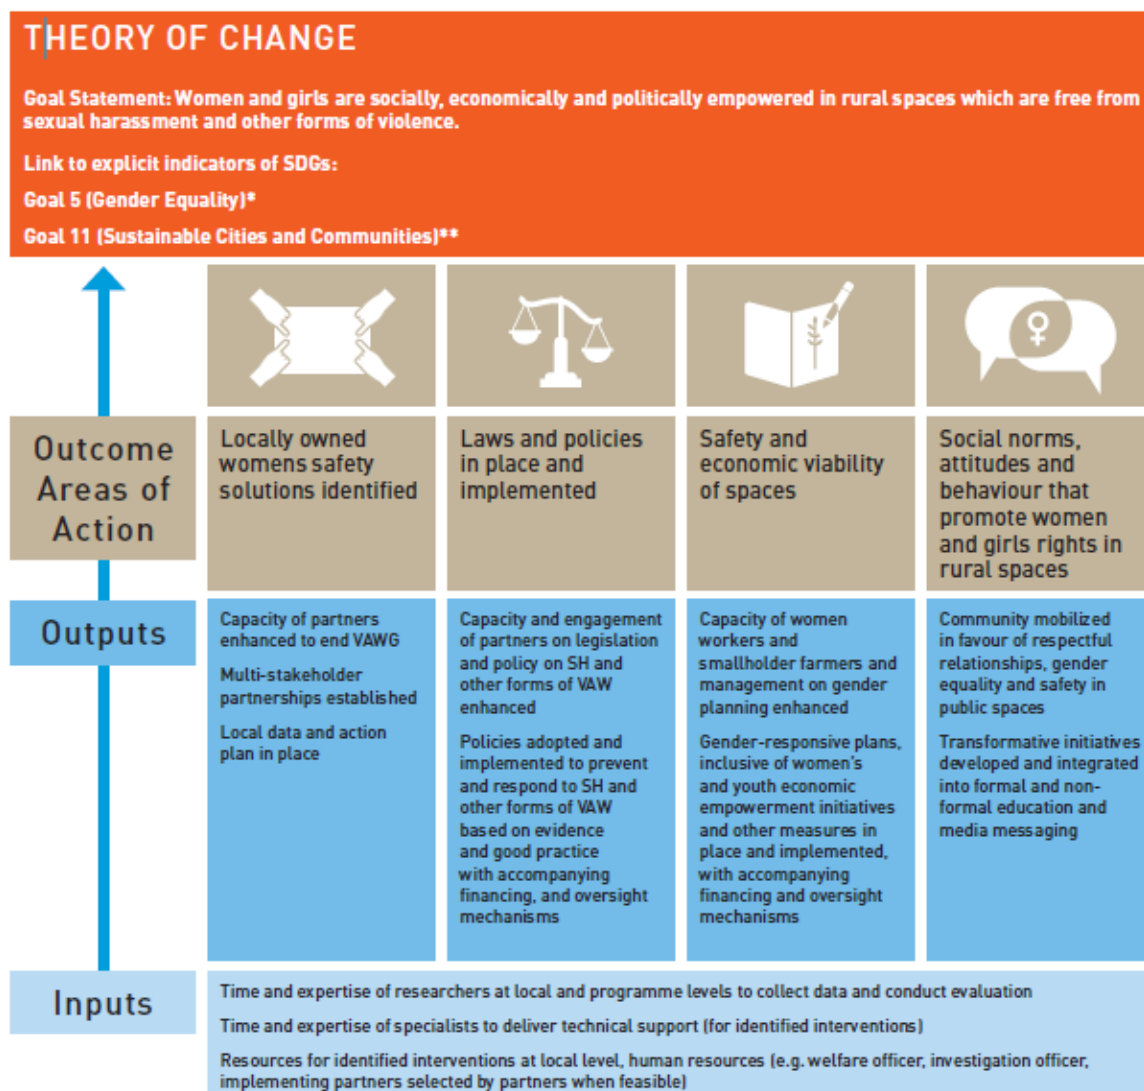 THEORY OF CHANGE
Goal Statement: Women and girls are socially, economically and politically empowered in rural spaces which are free from
sexual harassment and other forms of violence.
Link to explicit indicators of SDGs:
Goal 5 (Gender Equality)*
Goal 11 (Sustainable Cities and Communities)**
Outcome
Areas of
Action
Locally owned
womens safety
solutions identified
Laws and policies
in place and
implemented
Safety and
economic viability
of spaces
Social norms,
attitudes and
behaviour that
promote women
and girls rights in
rural spaces
Outputs
Capacity of partners
enhanced to end VAWG
Multi-stakeholder
partnerships established
Local data and action
plan in place
Capacity and engagement
of partners on legislation
and policy on SH and
other forms of VAW
enhanced
Policies adopted and
implemented to prevent
and respond to SH and
other forms of VAW
based on evidence
and good practice
with accompanying
financing, and oversight
mechanisms
Capacity of women
workers and
smallholder farmers and
management on gender
planning enhanced
Gender-responsive plans,
inclusive of women's
and youth economic
empowerment initiatives
and other measures in
place and implemented,
with accompanying
financing and oversight
mechanisms
Community mobilized
in favour of respectful
relationships, gender
equality and safety in
public spaces
Transformative initiatives
developed and integrated
into formal and non-
formal education and
media messaging
Inputs
Time and expertise of researchers at local and programme levels to collect data and conduct evaluation
Time and expertise of specialists to deliver technical support (for identified interventions)
Resources for identified interventions at local level, human resources (e.g. welfare officer, investigation officer,
implementing partners selected by partners when feasible)